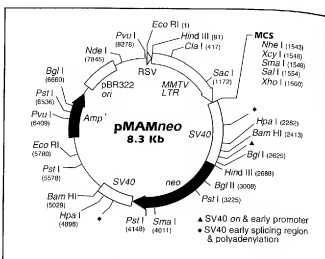 Eco RI (1)
Pvu I (8278)
Hind III (91)
Cla I (417)
Nde I (7845)
RSV
MCS
Nhe I (1543)
Xcy I (1548)
Sma I (1548)
Sal I (1554)
Xho I (1560)
Sac I (1172)
MMTV LTR
pBR322 ori
Bgl I (6660)
Pst I (6536)
Pvu I (6409)
Amp r
pMAMneo
8.3 Kb
SV40
Hpa I (2282)
Bam HI (2413)
Bgl I (2625)
Hind III (2688)
Bgl II (3008)
Pst I (3225)
Eco RI (5780)
Pst I (5578)
SV40
neo
Bam HI (5029)
Hpa I (4898)
Pst I (4148)
Sma I (4011)
▲ SV40 on & early promoter
◆ SV40 early splicing region & polyadenylation